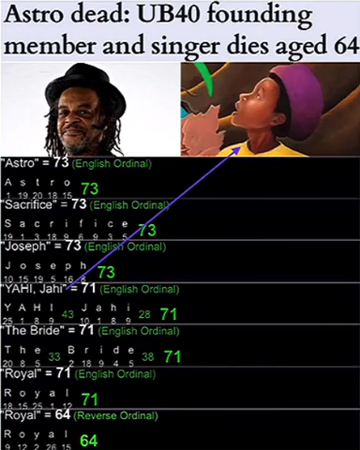 Astro dead: UB40 founding
member and singer dies aged 64
"Astro" = 73 (English Ordinal)
A s t r o 73
1 19 20 18 15
"Sacrifice" = 73 (English Ordinal)
S a c r i f i c e 73
19 1 3 18 9 6 9 3 5
"Joseph" = 73 (English Ordinal)
J o s e p h 73
10 15 19 5 16 8
"YAHI, Jahi" = 71 (English Ordinal)
Y A H I 43 J a h i 28 71
25 1 8 9 10 1 8 9
"The Bride" = 71 (English Ordinal)
T h e 33 B r i d e 38 71
20 8 5 2 18 9 4 5
"Royal" = 71 (English Ordinal)
R o y a l 71
18 15 25 1 12
"Royal" = 64 (Reverse Ordinal)
R o y a l 64
9 12 2 26 15